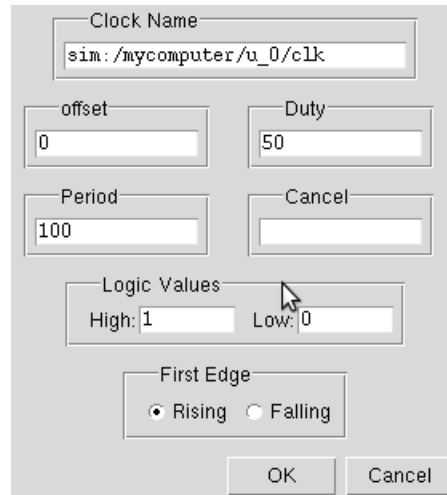 Clock Name
sim:/mycomputer/u_0/clk
offset
Duty
0
50
Period
Cancel
100
Logic Values
High: 1 Low: 0
First Edge
Rising Falling
OK Cancel